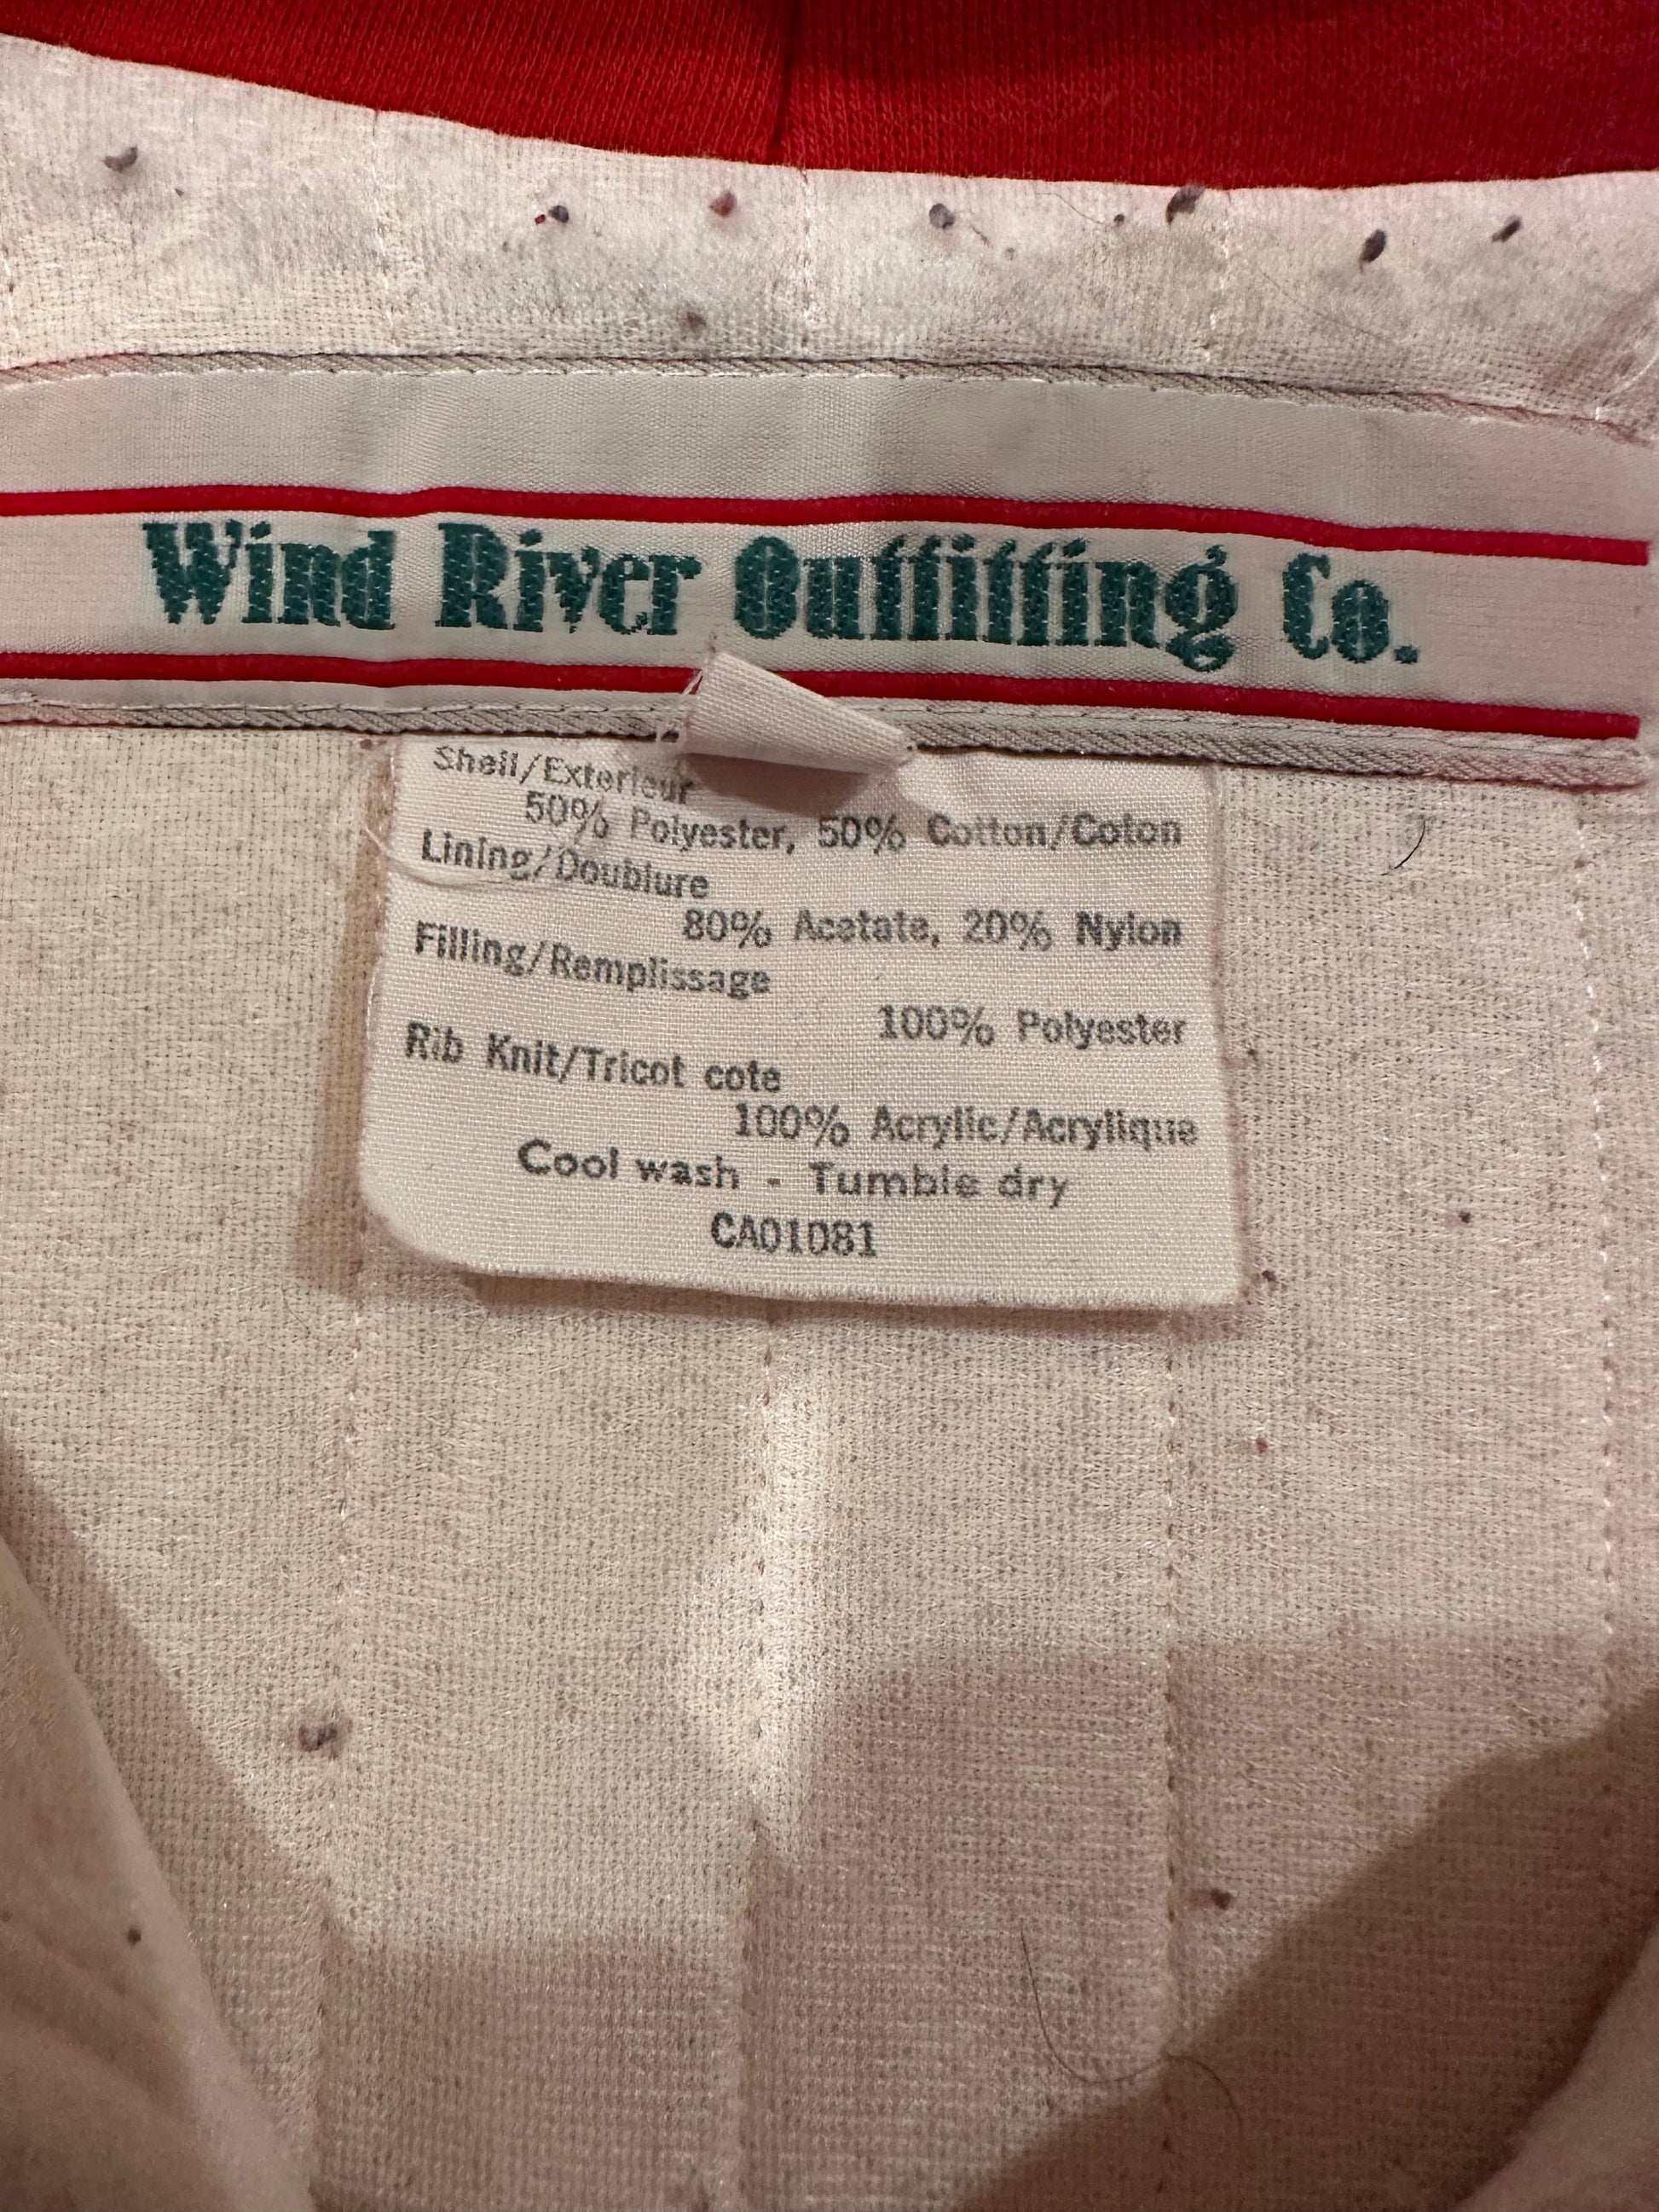 Wind River Outfitting Co.
Shell/Exterieur
50% Polyester, 50% Cotton/Coton
Lining/Doublure
80% Acetate, 20% Nylon
Filling/Remplissage
100% Polyester
Rib Knit/Tricot cote
100% Acrylic/Acrylique
Cool wash - Tumble dry
CA01081